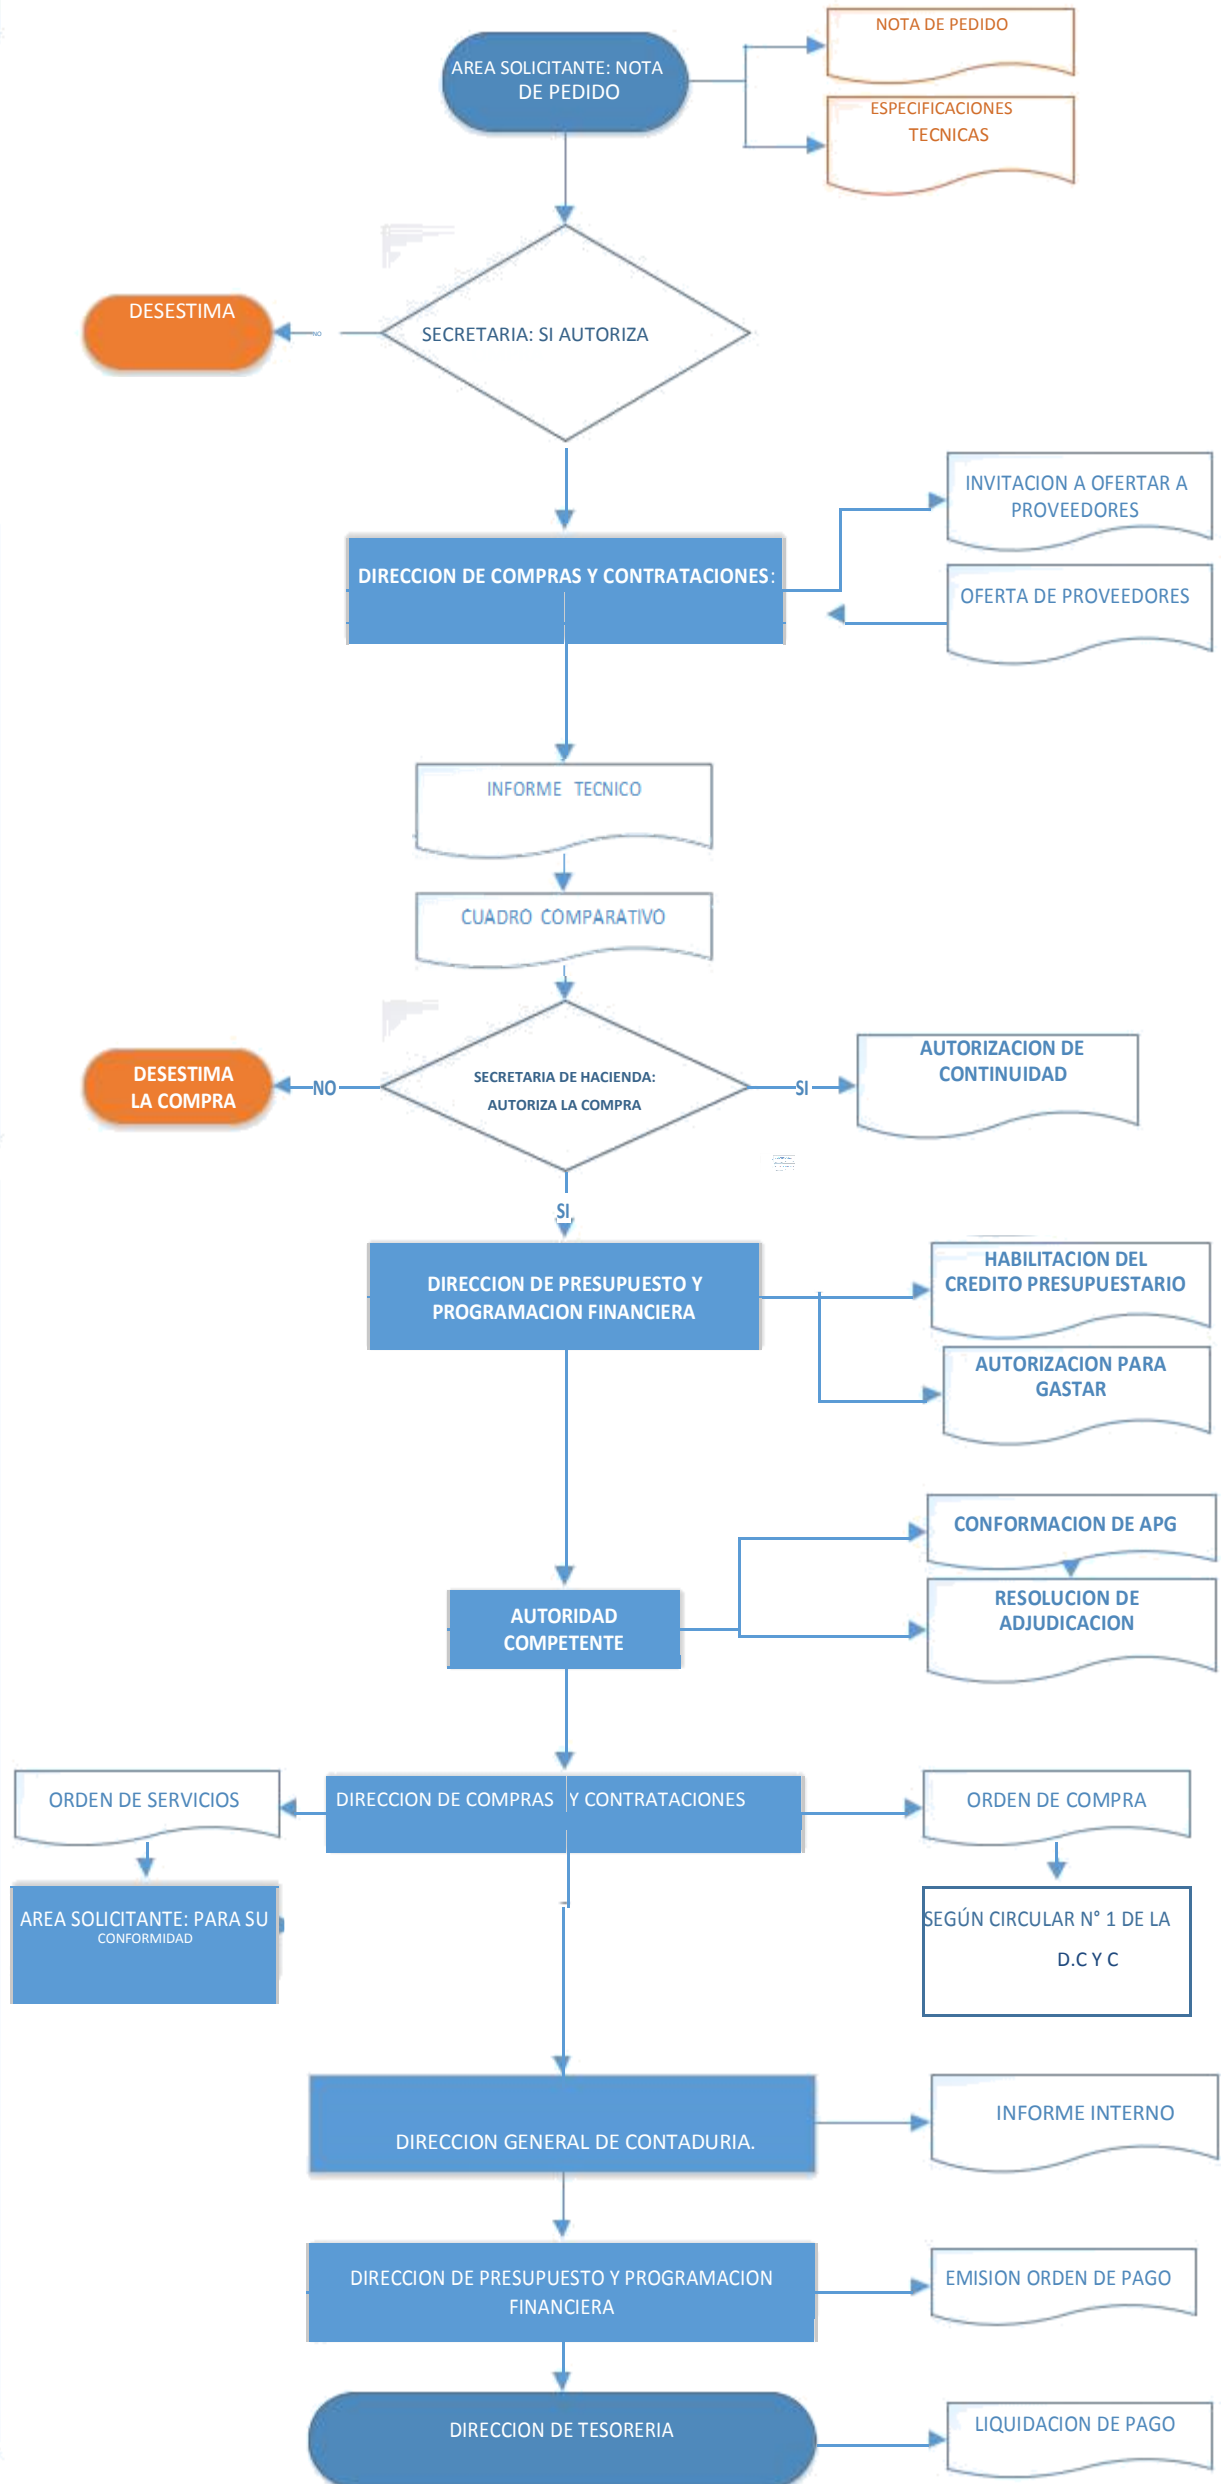 NOTA DE PEDIDO
AREA SOLICITANTE: NOTA
DE PEDIDO
ESPECIFICACIONES
TECNICAS
DESESTIMA
NO
SECRETARIA: SI AUTORIZA
INVITACION A OFERTAR A
PROVEEDORES
DIRECCION DE COMPRAS Y CONTRATACIONES:
OFERTA DE PROVEEDORES
INFORME TECNICO
CUADRO COMPARATIVO
DESESTIMA
LA COMPRA
NO
SECRETARIA DE HACIENDA:
AUTORIZA LA COMPRA
SI
AUTORIZACION DE
CONTINUIDAD
SI
DIRECCION DE PRESUPUESTO Y
PROGRAMACION FINANCIERA
HABILITACION DEL
CREDITO PRESUPUESTARIO
AUTORIZACION PARA
GASTAR
CONFORMACION DE APG
AUTORIDAD
COMPETENTE
RESOLUCION DE
ADJUDICACION
ORDEN DE SERVICIOS
DIRECCION DE COMPRAS Y CONTRATACIONES
ORDEN DE COMPRA
AREA SOLICITANTE: PARA SU
CONFORMIDAD
SEGÚN CIRCULAR N° 1 DE LA
D.C Y C
DIRECCION GENERAL DE CONTADURIA.
INFORME INTERNO
DIRECCION DE PRESUPUESTO Y PROGRAMACION
FINANCIERA
EMISION ORDEN DE PAGO
DIRECCION DE TESORERIA
LIQUIDACION DE PAGO